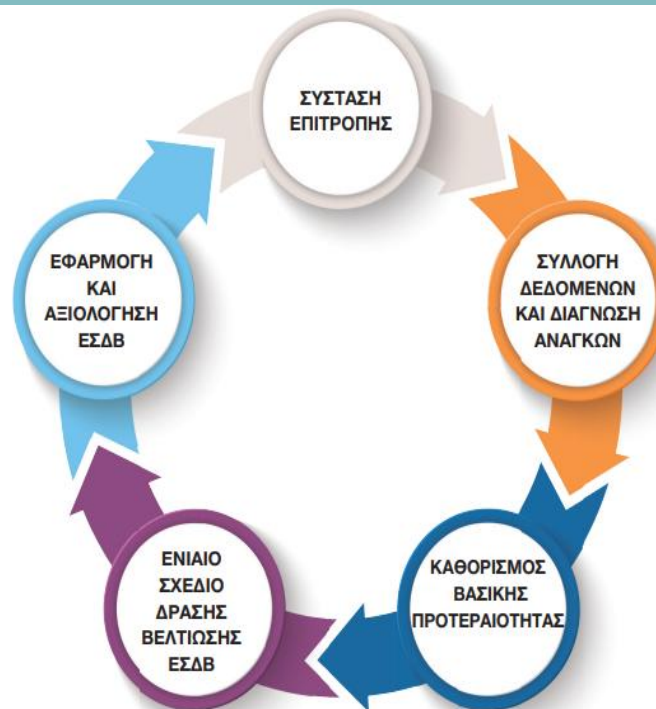 ΣΥΣΤΑΣΗ
ΕΠΙΤΡΟΠΗΣ
ΣΥΛΛΟΓΗ
ΔΕΔΟΜΕΝΩΝ
ΚΑΙ ΔΙΑΓΝΩΣΗ
ΑΝΑΓΚΩΝ
ΚΑΘΟΡΙΣΜΟΣ
ΒΑΣΙΚΗΣ
ΠΡΟΤΕΡΑΙΟΤΗΤΑΣ
ΕΝΙΑΙΟ
ΣΧΕΔΙΟ
ΔΡΑΣΗΣ
ΒΕΛΤΙΩΣΗΣ
ΕΣΔΒ
ΕΦΑΡΜΟΓΗ
ΚΑΙ
ΑΞΙΟΛΟΓΗΣΗ
ΕΣΔΒ